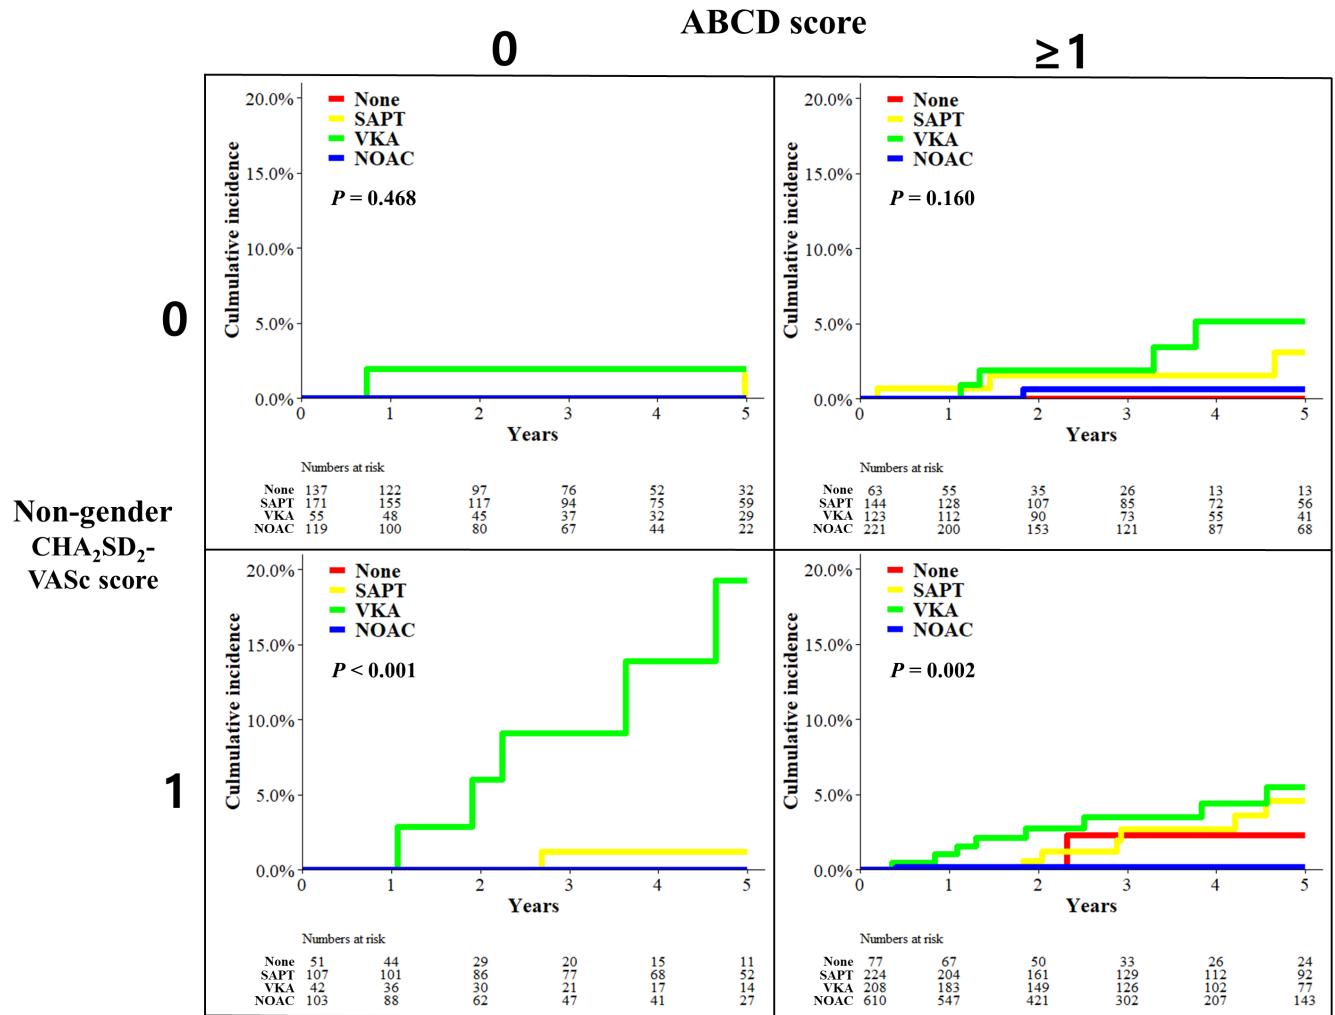 ABCD score
0
≥1
Culmulative incidence
20.0%
15.0%
10.0%
5.0%
0.0%
None
SAPT
VKA
NOAC
P = 0.468
0 1 2 3 4 5
Years
Numbers at risk
None 137 122 97 76 52 32
SAPT 171 155 117 94 75 59
VKA 55 48 45 37 32 29
NOAC 119 100 80 67 44 22
Culmulative incidence
20.0%
15.0%
10.0%
5.0%
0.0%
None
SAPT
VKA
NOAC
P = 0.160
0 1 2 3 4 5
Years
Numbers at risk
None 63 55 35 26 13 13
SAPT 144 128 107 85 72 56
VKA 123 112 90 73 55 41
NOAC 221 200 153 121 87 68
0
Non-gender
CHA₂SD₂-
VASc score
1
Culmulative incidence
20.0%
15.0%
10.0%
5.0%
0.0%
None
SAPT
VKA
NOAC
P < 0.001
0 1 2 3 4 5
Years
Numbers at risk
None 51 44 29 20 15 11
SAPT 107 101 86 77 68 52
VKA 42 36 30 21 17 14
NOAC 103 88 62 47 41 27
Culmulative incidence
20.0%
15.0%
10.0%
5.0%
0.0%
None
SAPT
VKA
NOAC
P = 0.002
0 1 2 3 4 5
Years
Numbers at risk
None 77 67 50 33 26 24
SAPT 224 204 161 129 112 92
VKA 208 183 149 126 102 77
NOAC 610 547 421 302 207 143